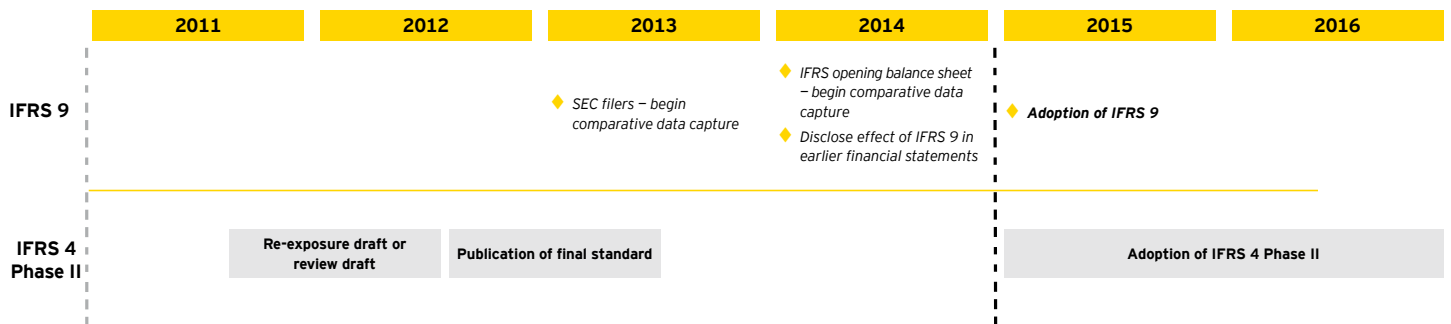 2011 2012 2013 2014 2015 2016
IFRS 9
SEC filers – begin
comparative data capture
IFRS opening balance sheet
– begin comparative data
capture
Disclose effect of IFRS 9 in
earlier financial statements
Adoption of IFRS 9
IFRS 4
Phase II
Re-exposure draft or
review draft
Publication of final standard
Adoption of IFRS 4 Phase II